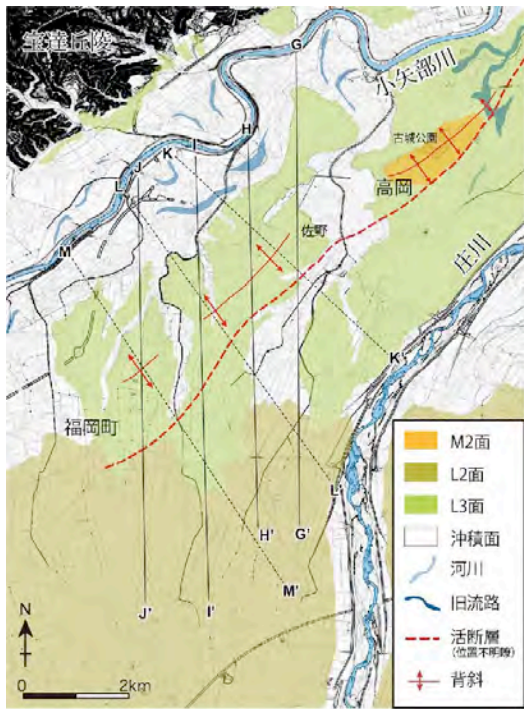 宝達丘陵
G
小矢部川
古城公園
高岡
H
I
K
J
L
M
佐野
庄川
K'
福岡町
L'
H'
G'
M'
J'
I'
M2面
L2面
L3面
沖積面
河川
旧流路
活断層
(位置不明瞭)
背斜
N
0
2km